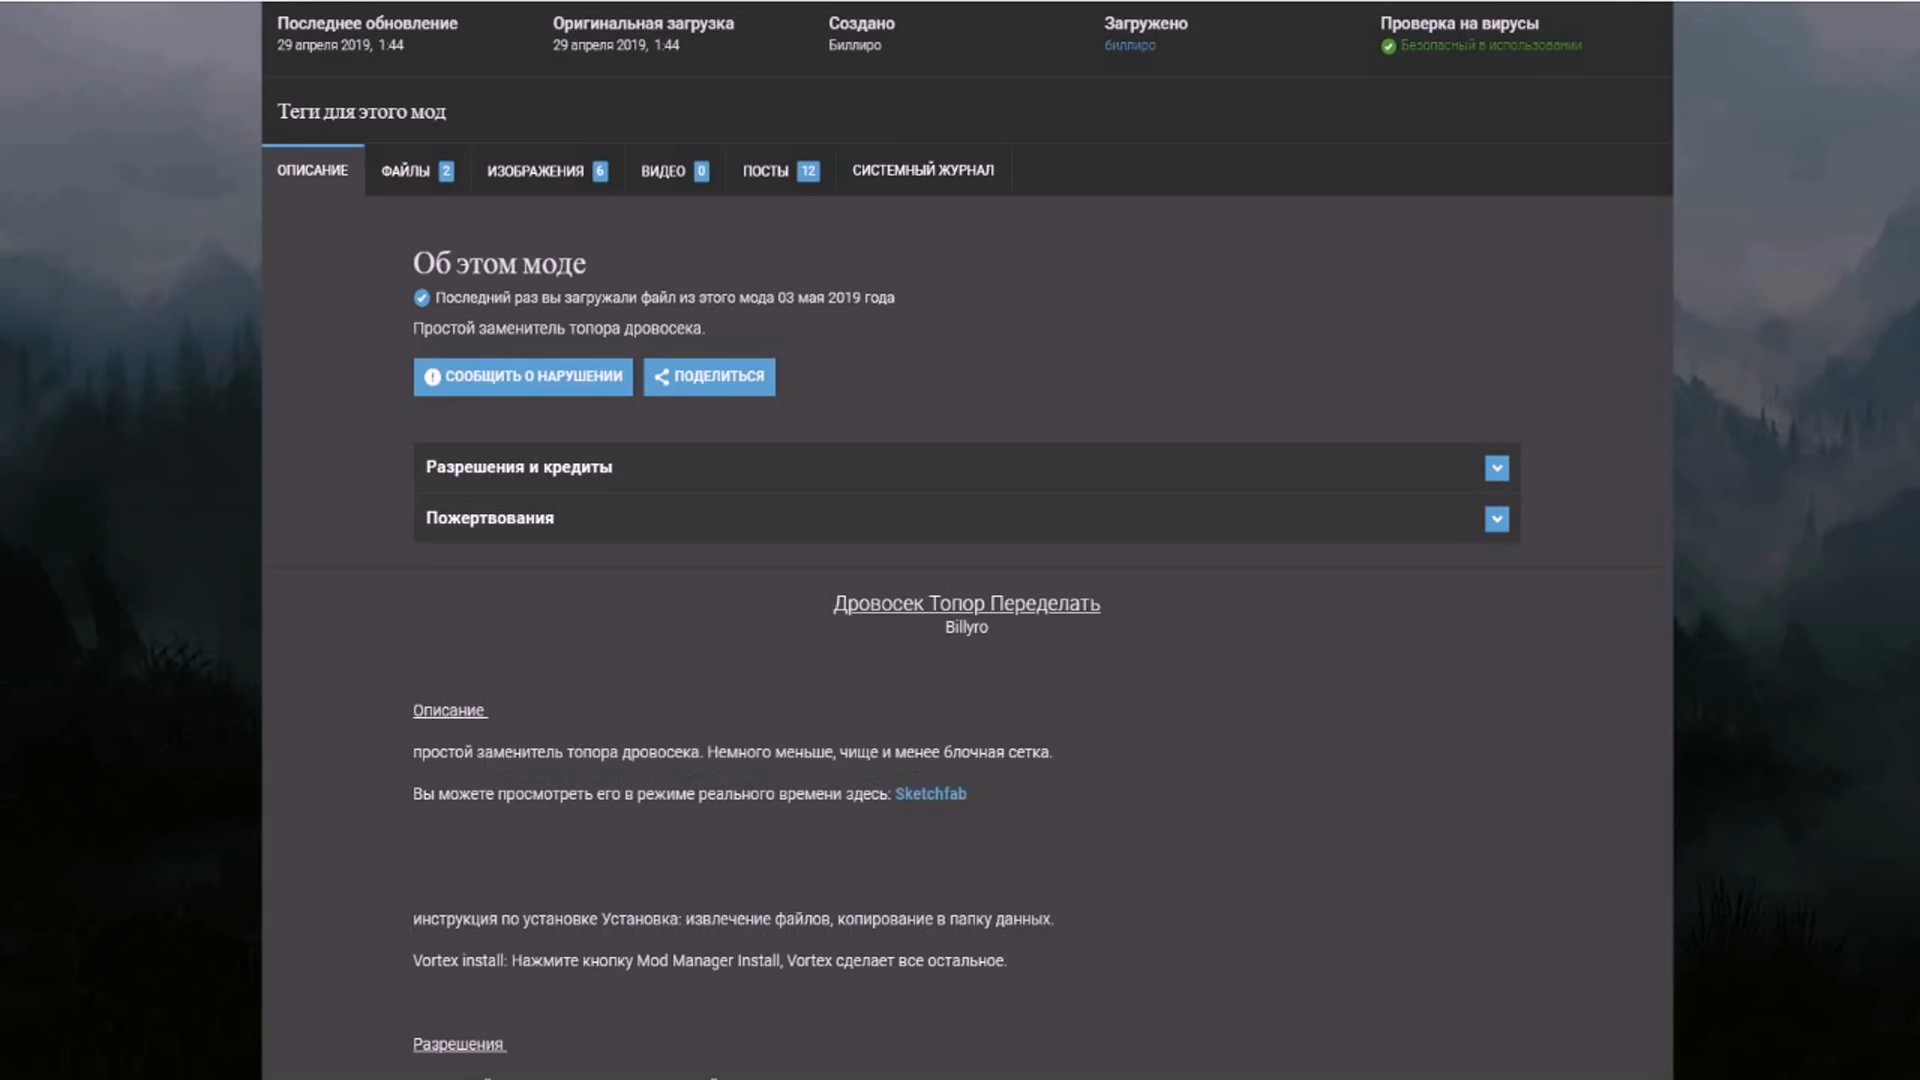 Последнее обновление Оригинальная загрузка Создано Загружено Проверка на вирусы
29 апреля 2019, 1:44 29 апреля 2019, 1:44 Биллиро биллиро Безопасный в использовании
Теги для этого мод
ОПИСАНИЕ ФАЙЛЫ 2 ИЗОБРАЖЕНИЯ 6 ВИДЕО 0 ПОСТЫ 12 СИСТЕМНЫЙ ЖУРНАЛ
Об этом моде
Последний раз вы загружали файл из этого мода 03 мая 2019 года
Простой заменитель топора дровосека.
СООБЩИТЬ О НАРУШЕНИИ ПОДЕЛИТЬСЯ
Разрешения и кредиты
Пожертвования
Дровосек Топор Переделать
Billyro
Описание
простой заменитель топора дровосека. Немного меньше, чище и менее блочная сетка.
Вы можете просмотреть его в режиме реального времени здесь: Sketchfab
инструкция по установке Установка: извлечение файлов, копирование в папку данных.
Vortex install: Нажмите кнопку Mod Manager Install, Vortex сделает все остальное.
Разрешения